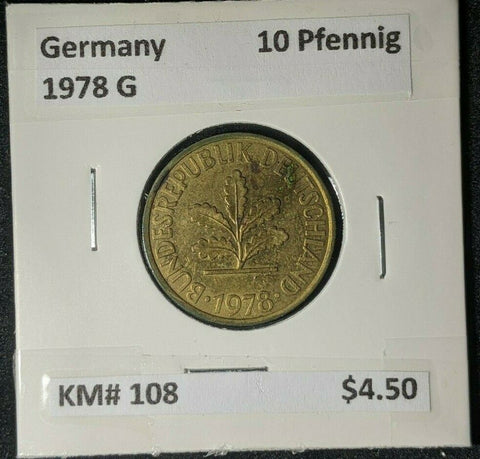 Germany 10 Pfennig
1978 G
BUNDESREPUBLIK DEUTSCHLAND
G
·1978·
KM# 108 $4.50